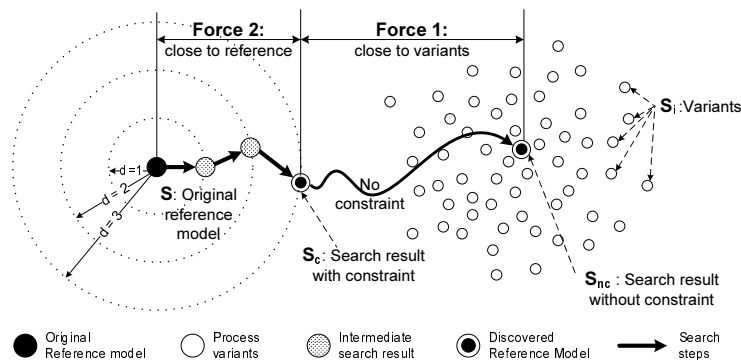 Force 2:
close to reference
Force 1:
close to variants
Si :Variants
d =1
d = 2
d = 3
S: Original
reference
model
No
constraint
Sc: Search result
with constraint
Snc : Search result
without constraint
Original
Reference model
Process
variants
Intermediate
search result
Discovered
Reference Model
Search
steps